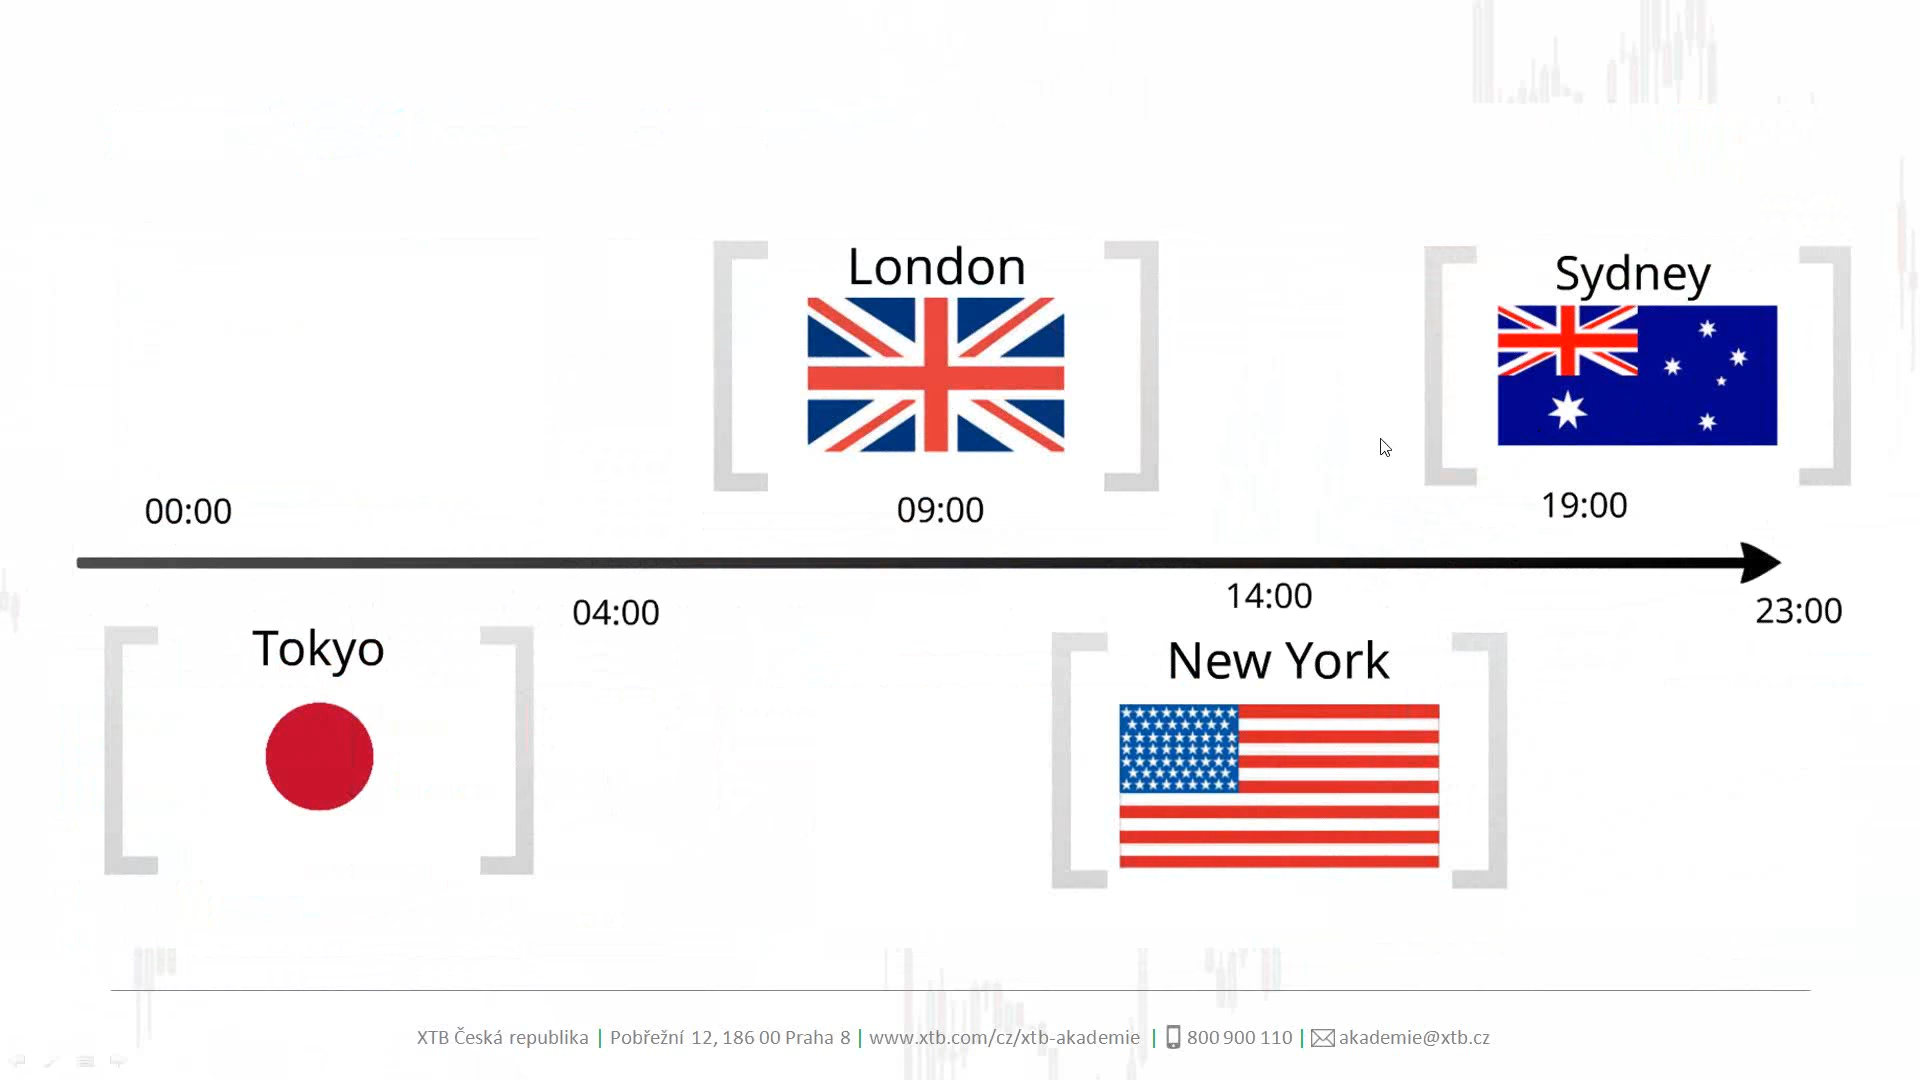 London
Sydney
00:00
09:00
19:00
04:00
14:00
23:00
Tokyo
New York
XTB Česká republika | Pobřežní 12, 186 00 Praha 8 | www.xtb.com/cz/xtb-akademie | 800 900 110 | akademie@xtb.cz